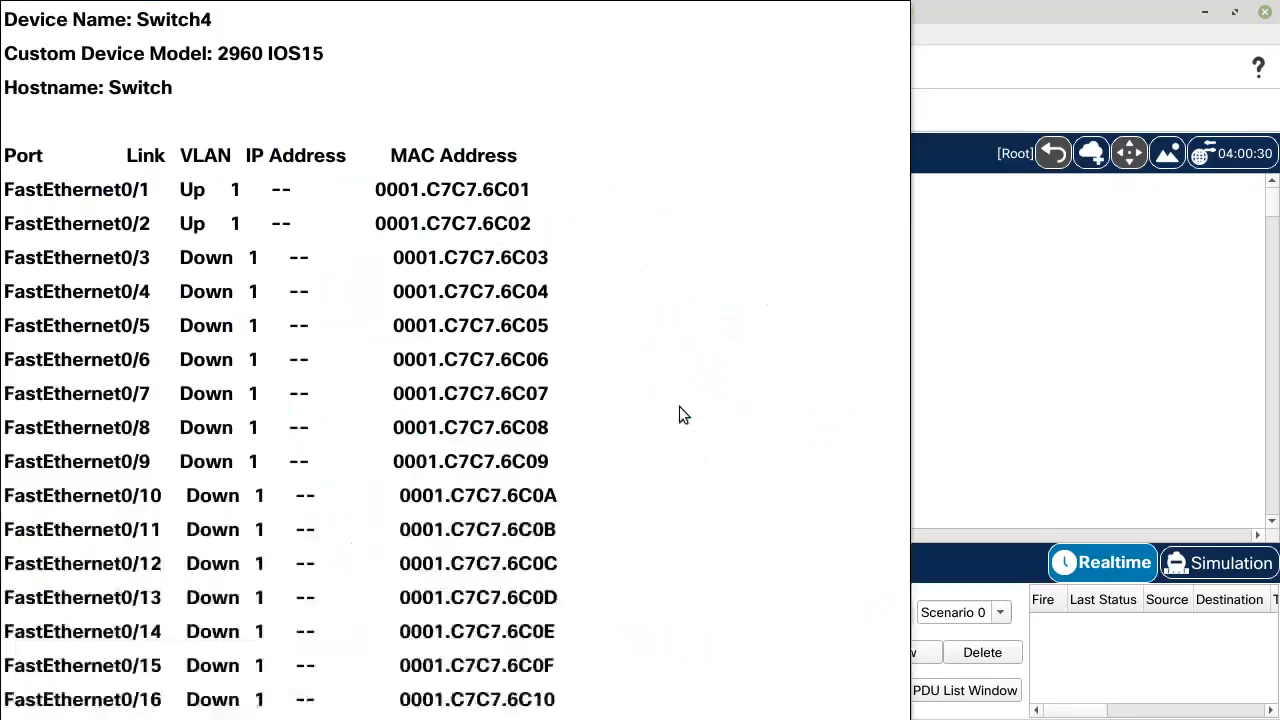 Device Name: Switch4
Custom Device Model: 2960 IOS15
Hostname: Switch
Port Link VLAN IP Address MAC Address
FastEthernet0/1 Up 1 -- 0001.C7C7.6C01
FastEthernet0/2 Up 1 -- 0001.C7C7.6C02
FastEthernet0/3 Down 1 -- 0001.C7C7.6C03
FastEthernet0/4 Down 1 -- 0001.C7C7.6C04
FastEthernet0/5 Down 1 -- 0001.C7C7.6C05
FastEthernet0/6 Down 1 -- 0001.C7C7.6C06
FastEthernet0/7 Down 1 -- 0001.C7C7.6C07
FastEthernet0/8 Down 1 -- 0001.C7C7.6C08
FastEthernet0/9 Down 1 -- 0001.C7C7.6C09
FastEthernet0/10 Down 1 -- 0001.C7C7.6C0A
FastEthernet0/11 Down 1 -- 0001.C7C7.6C0B
FastEthernet0/12 Down 1 -- 0001.C7C7.6C0C
FastEthernet0/13 Down 1 -- 0001.C7C7.6C0D
FastEthernet0/14 Down 1 -- 0001.C7C7.6C0E
FastEthernet0/15 Down 1 -- 0001.C7C7.6C0F
FastEthernet0/16 Down 1 -- 0001.C7C7.6C10
?
[Root] 04:00:30
Realtime Simulation
Scenario 0 Fire Last Status Source Destination
Delete
PDU List Window